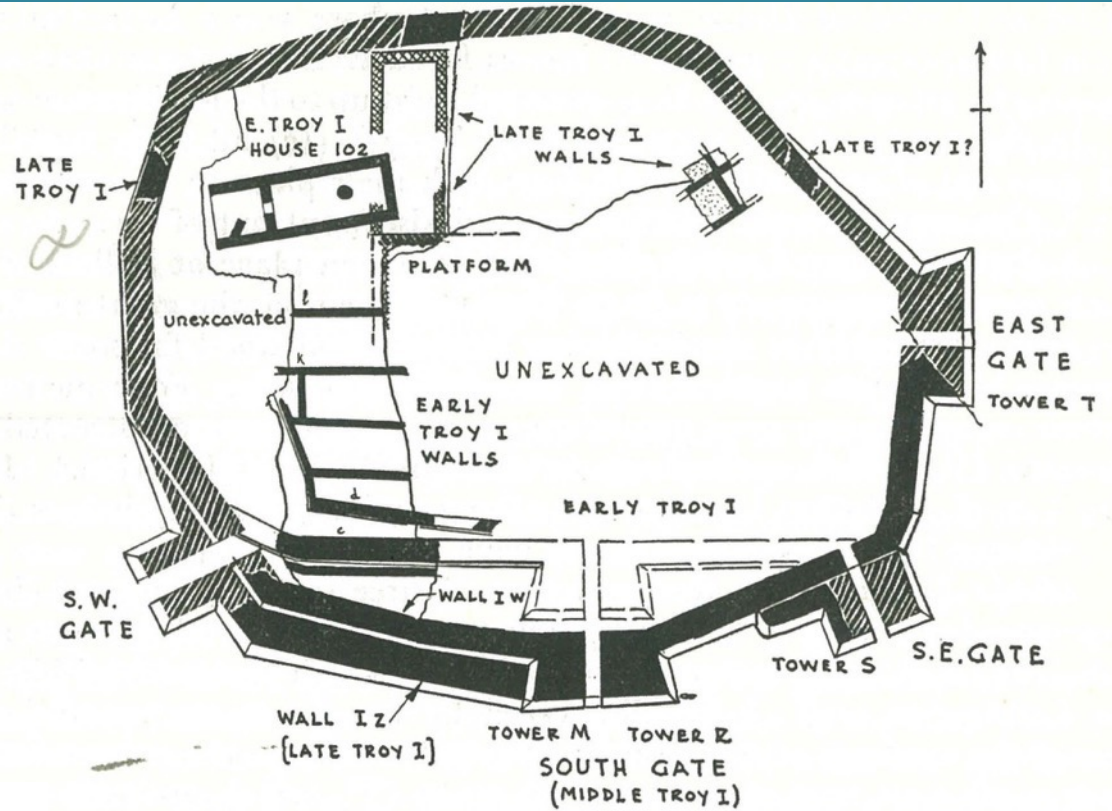 E. TROY I
HOUSE 102
LATE TROY I
WALLS
LATE TROY I?
LATE
TROY I
PLATFORM
l
unexcavated
k
UNEXCAVATED
EAST
GATE
TOWER T
EARLY
TROY I
WALLS
d
EARLY TROY I
c
S.W.
GATE
WALL I W
TOWER S
S.E. GATE
WALL I Z
[LATE TROY I]
TOWER M
TOWER R
SOUTH GATE
(MIDDLE TROY I)